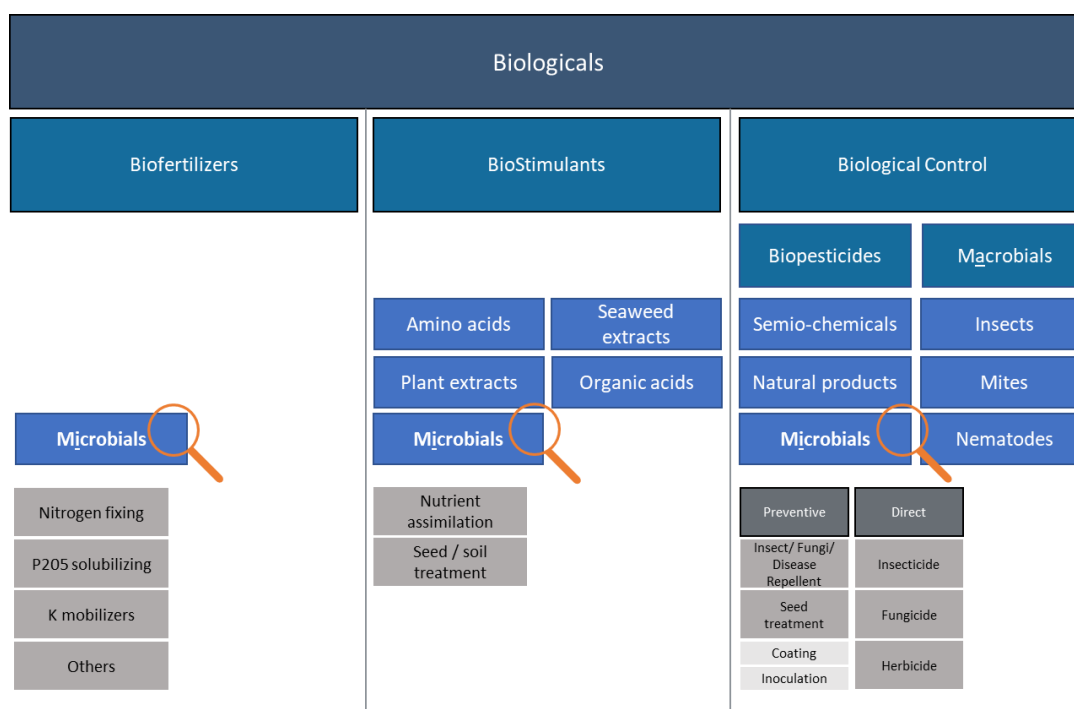 Biologicals
Biofertilizers
BioStimulants
Biological Control
Biopesticides
Macrobials
Amino acids
Seaweed
extracts
Semio-chemicals
Insects
Plant extracts
Organic acids
Natural products
Mites
Microbials
Microbials
Microbials
Nematodes
Nitrogen fixing
P205 solubilizing
K mobilizers
Others
Nutrient
assimilation
Seed / soil
treatment
Preventive
Direct
Insect/ Fungi/
Disease
Repellent
Insecticide
Seed
treatment
Fungicide
Coating
Inoculation
Herbicide